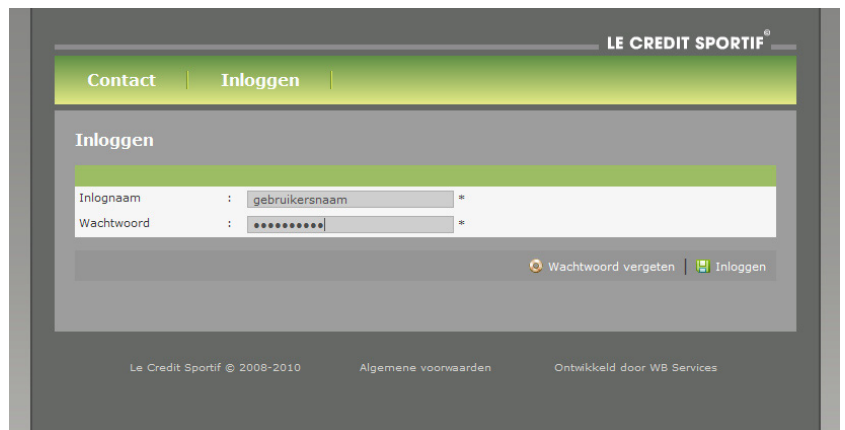 LE CREDIT SPORTIF®
Contact Inloggen
Inloggen
Inlognaam : gebruikersnaam *
Wachtwoord : •••••••••• *
Wachtwoord vergeten Inloggen
Le Credit Sportif © 2008-2010 Algemene voorwaarden Ontwikkeld door WB Services